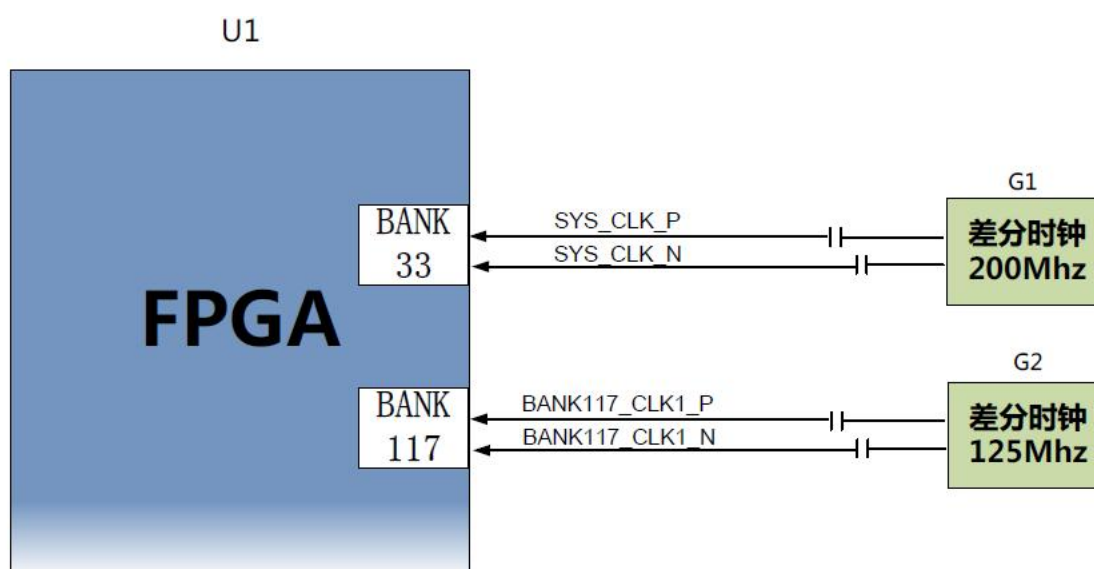 U1
FPGA
BANK
33
SYS_CLK_P
SYS_CLK_N
G1
差分时钟
200Mhz
BANK
117
BANK117_CLK1_P
BANK117_CLK1_N
G2
差分时钟
125Mhz